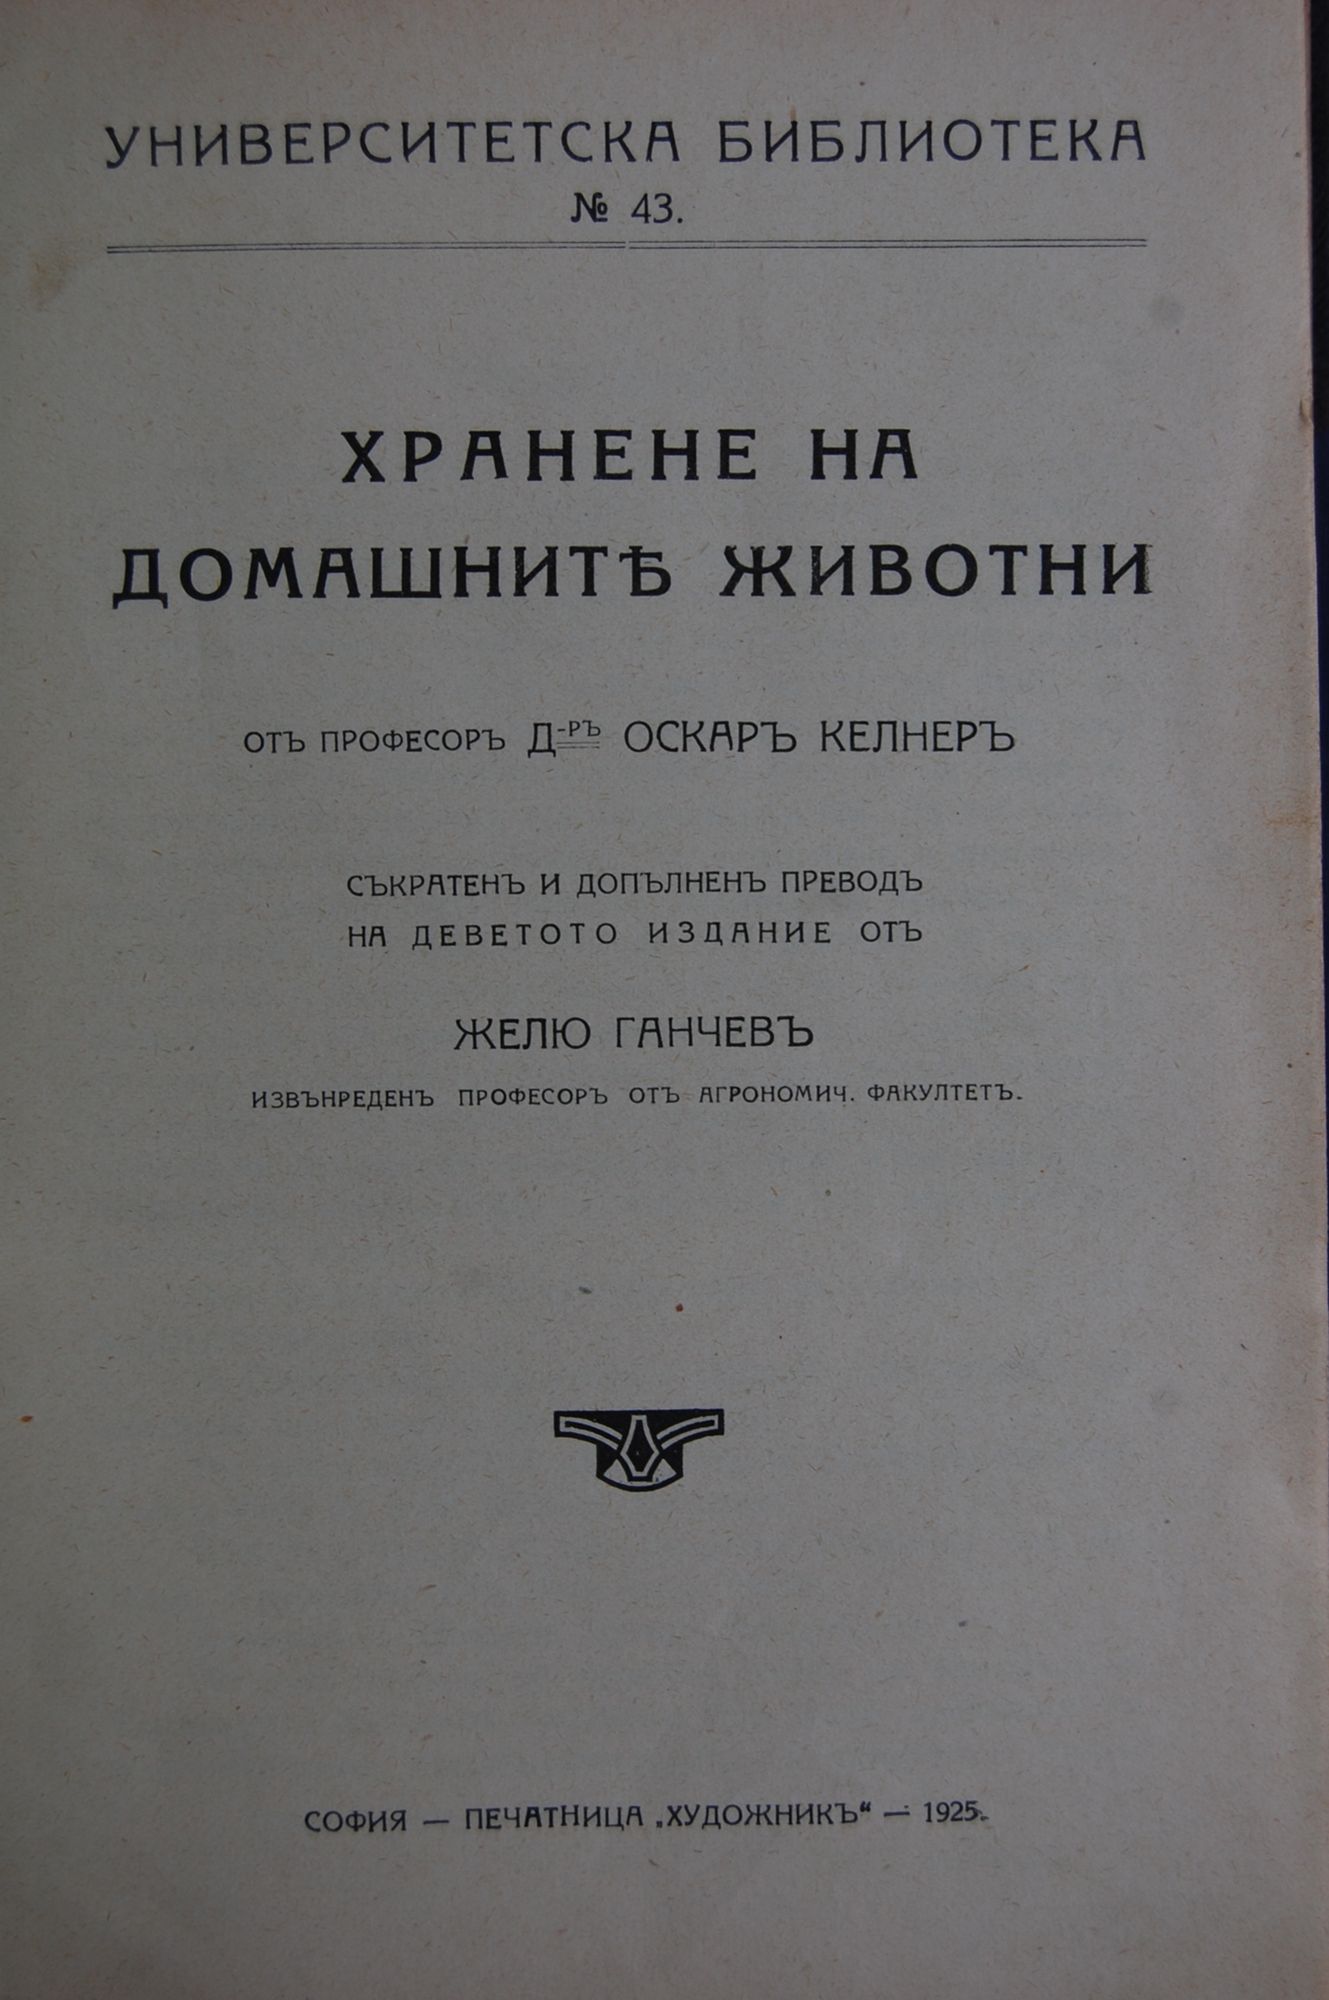 УНИВЕРСИТЕТСКА БИБЛИОТЕКА
№ 43.
ХРАНЕНЕ НА
ДОМАШНИТѢ ЖИВОТНИ
ОТЪ ПРОФЕСОРЪ Д-РЪ ОСКАРЪ КЕЛНЕРЪ
СЪКРАТЕНЪ И ДОПЪЛНЕНЪ ПРЕВОДЪ
НА ДЕВЕТОТО ИЗДАНИЕ ОТЪ
ЖЕЛЮ ГАНЧЕВЪ
ИЗВЪНРЕДЕНЪ ПРОФЕСОРЪ ОТЪ АГРОНОМИЧ. ФАКУЛТЕТЪ.
СОФИЯ — ПЕЧАТНИЦА „ХУДОЖНИКЪ“ — 1925.